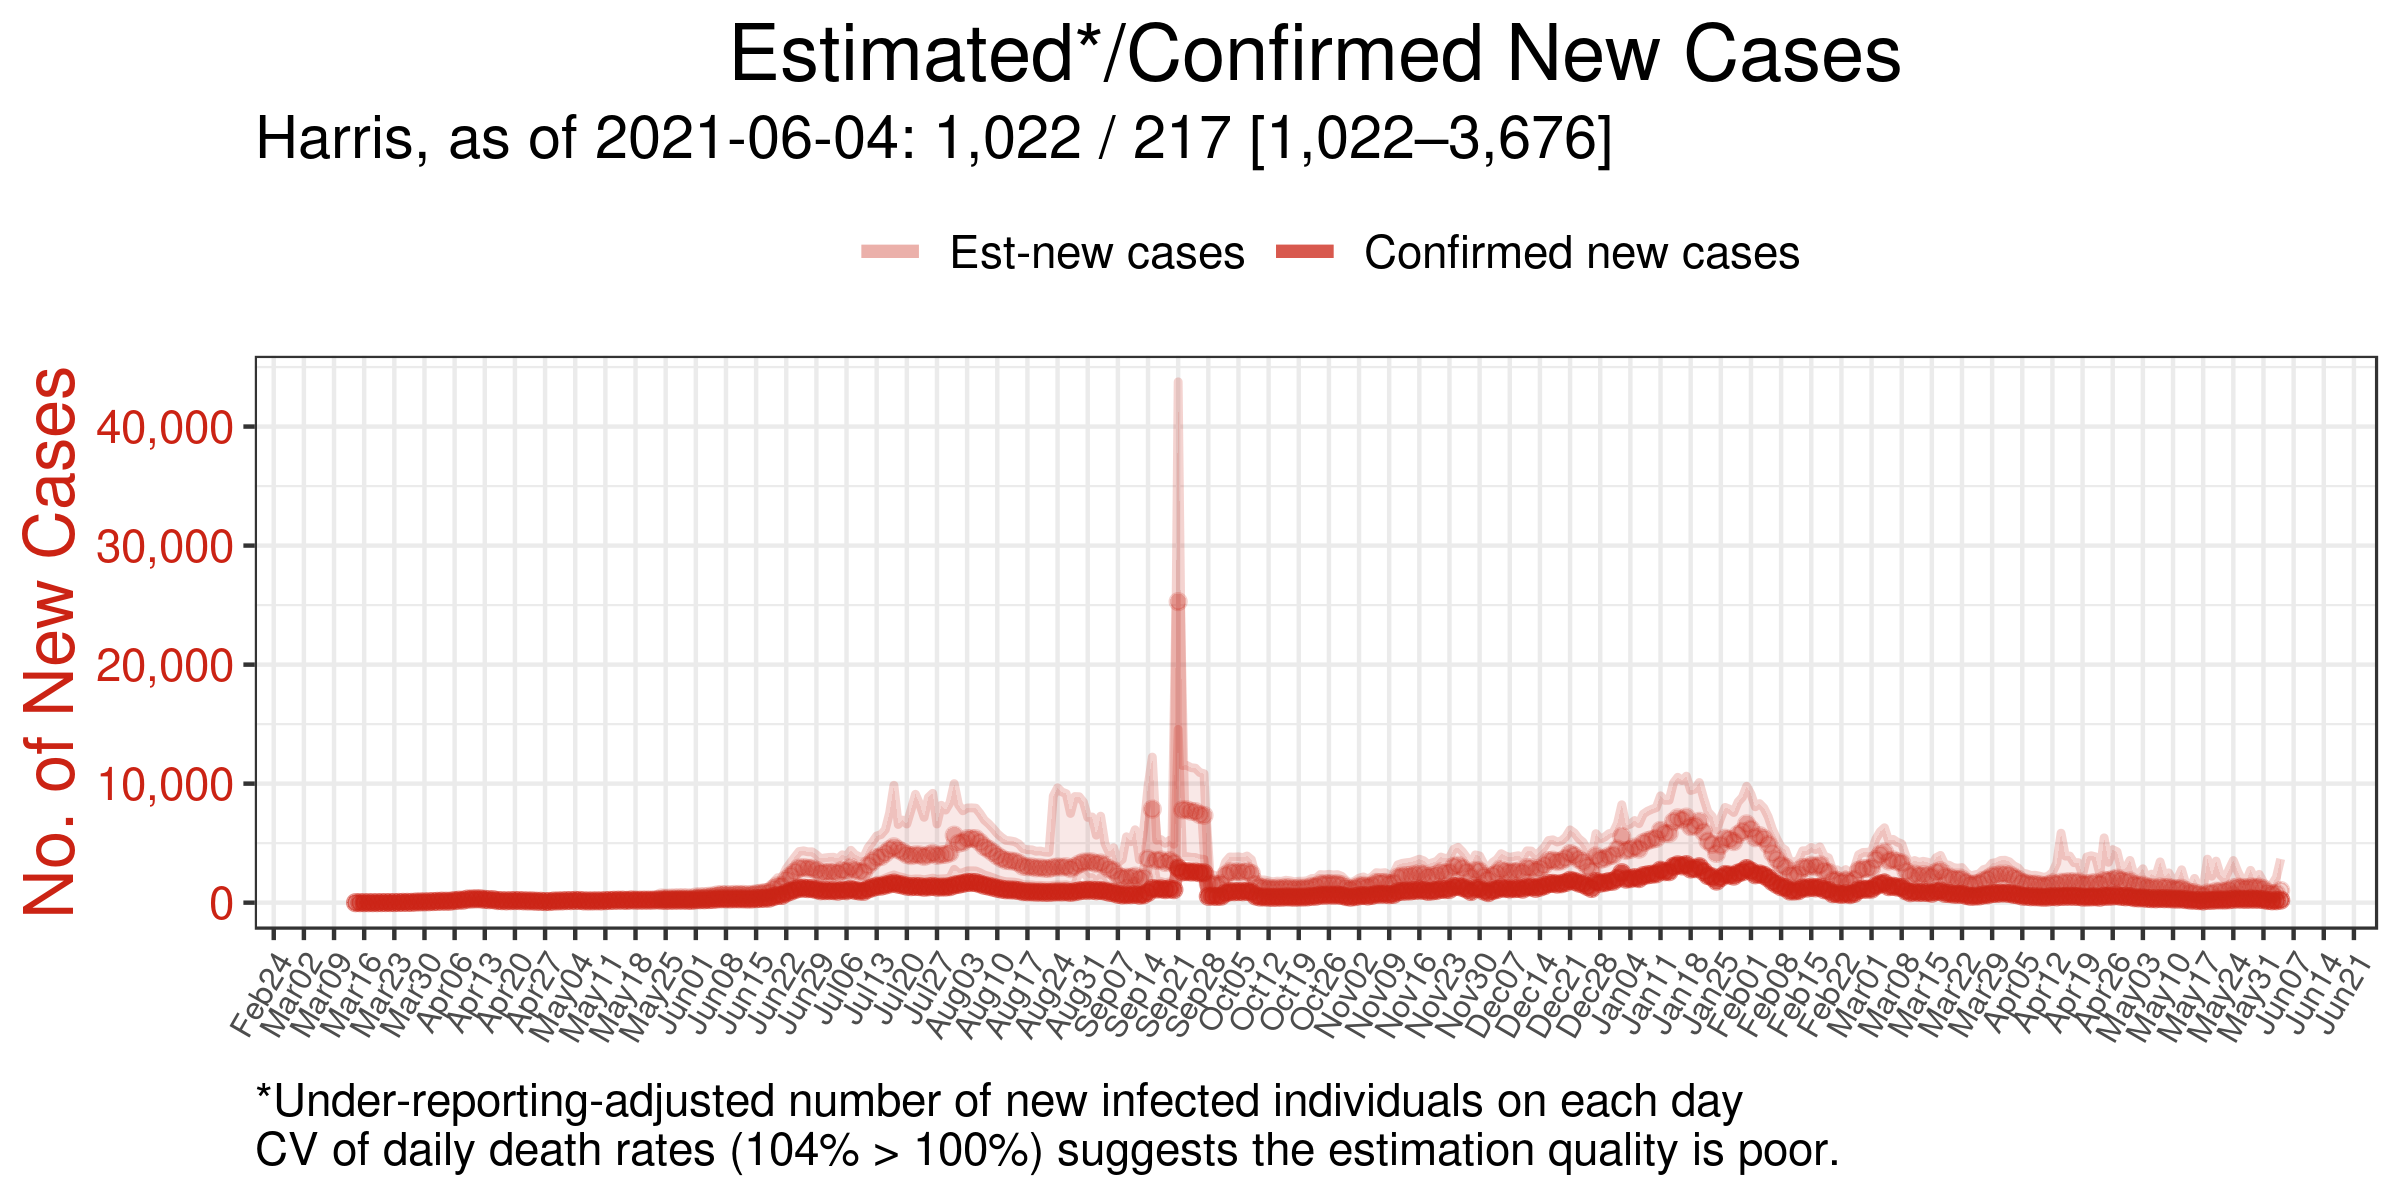 Estimated*/Confirmed New Cases
Harris, as of 2021-06-04: 1,022 / 217 [1,022–3,676]
Est-new cases Confirmed new cases
No. of New Cases
40,000
30,000
20,000
10,000
0
Feb24 Mar02 Mar09 Mar16 Mar23 Mar30 Apr06 Apr13 Apr20 Apr27 May04 May11 May18 May25 Jun01 Jun08 Jun15 Jun22 Jun29 Jul06 Jul13 Jul20 Jul27 Aug03 Aug10 Aug17 Aug24 Aug31 Sep07 Sep14 Sep21 Sep28 Oct05 Oct12 Oct19 Oct26 Nov02 Nov09 Nov16 Nov23 Nov30 Dec07 Dec14 Dec21 Dec28 Jan04 Jan11 Jan18 Jan25 Feb01 Feb08 Feb15 Feb22 Mar01 Mar08 Mar15 Mar22 Mar29 Apr05 Apr12 Apr19 Apr26 May03 May10 May17 May24 May31 Jun07 Jun14 Jun21
*Under-reporting-adjusted number of new infected individuals on each day
CV of daily death rates (104% > 100%) suggests the estimation quality is poor.